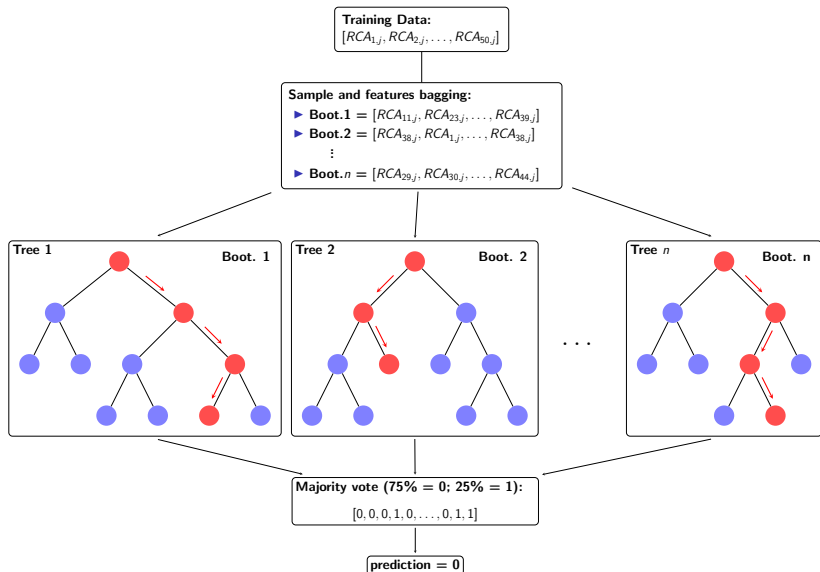 Training Data:
[RCA₁,ⱼ, RCA₂,ⱼ, . . . , RCA₅₀,ⱼ]
Sample and features bagging:
▶ Boot.1 = [RCA₁₁,ⱼ, RCA₂₃,ⱼ, . . . , RCA₃₉,ⱼ]
▶ Boot.2 = [RCA₃₈,ⱼ, RCA₁,ⱼ, . . . , RCA₃₈,ⱼ]
⋮
▶ Boot.n = [RCA₂₉,ⱼ, RCA₃₀,ⱼ, . . . , RCA₄₄,ⱼ]
Tree 1
Boot. 1
Tree 2
Boot. 2
. . .
Tree n
Boot. n
Majority vote (75% = 0; 25% = 1):
[0, 0, 0, 1, 0, . . . , 0, 1, 1]
prediction = 0